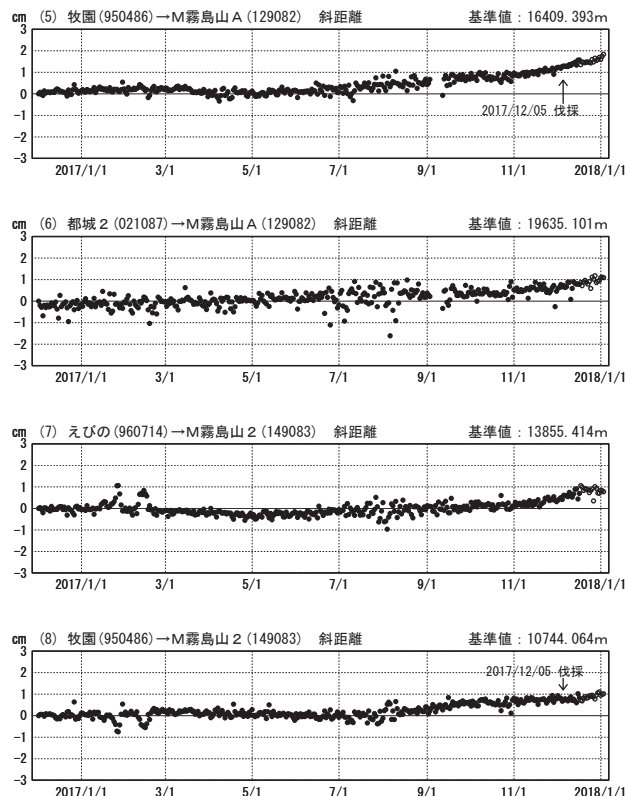 cm (5) 牧園(950486)→M霧島山A(129082) 斜距離 基準値:16409.393m
3
2
1
0
-1
-2
-3
2017/12/05 伐採
2017/1/1 3/1 5/1 7/1 9/1 11/1 2018/1/1
cm (6) 都城2(021087)→M霧島山A(129082) 斜距離 基準値:19635.101m
3
2
1
0
-1
-2
-3
2017/1/1 3/1 5/1 7/1 9/1 11/1 2018/1/1
cm (7) えびの(960714)→M霧島山2(149083) 斜距離 基準値:13855.414m
3
2
1
0
-1
-2
-3
2017/1/1 3/1 5/1 7/1 9/1 11/1 2018/1/1
cm (8) 牧園(950486)→M霧島山2(149083) 斜距離 基準値:10744.064m
3
2
1
0
-1
-2
-3
2017/12/05 伐採
2017/1/1 3/1 5/1 7/1 9/1 11/1 2018/1/1